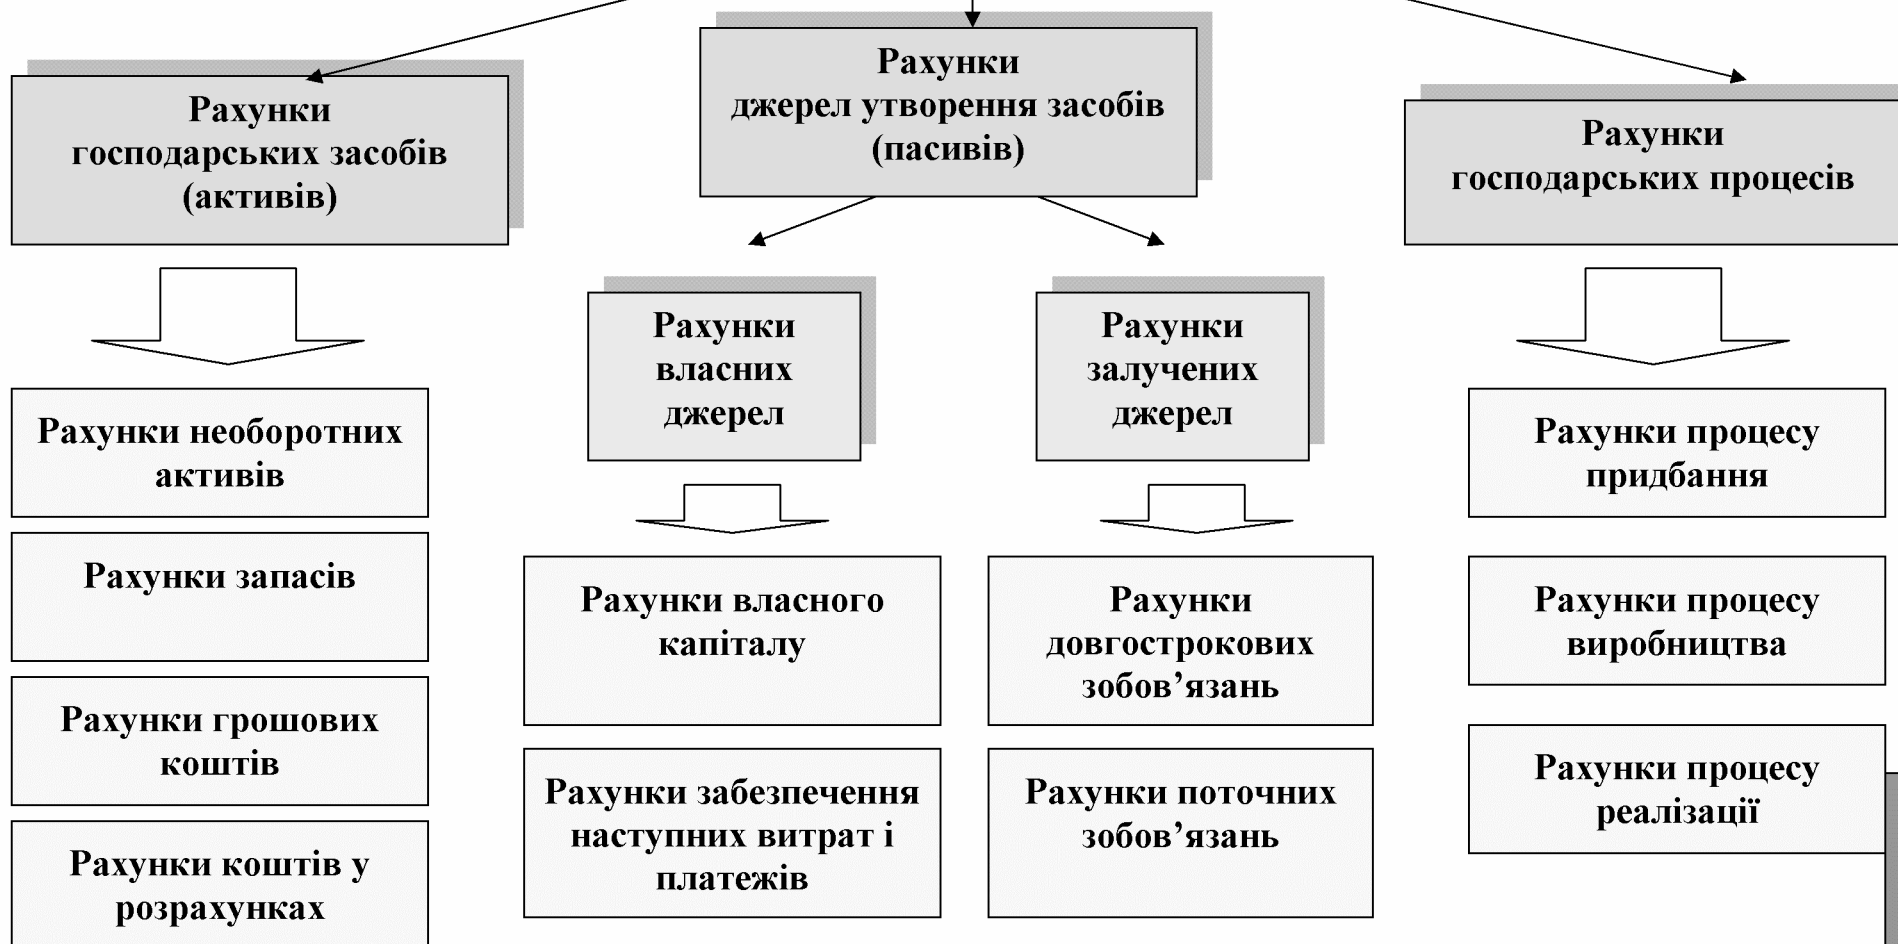 Рахунки
господарських засобів
(активів)
Рахунки
джерел утворення засобів
(пасивів)
Рахунки
господарських процесів
Рахунки
власних
джерел
Рахунки
залучених
джерел
Рахунки необоротних
активів
Рахунки запасів
Рахунки грошових
коштів
Рахунки коштів у
розрахунках
Рахунки власного
капіталу
Рахунки забезпечення
наступних витрат і
платежів
Рахунки
довгострокових
зобов’язань
Рахунки поточних
зобов’язань
Рахунки процесу
придбання
Рахунки процесу
виробництва
Рахунки процесу
реалізації